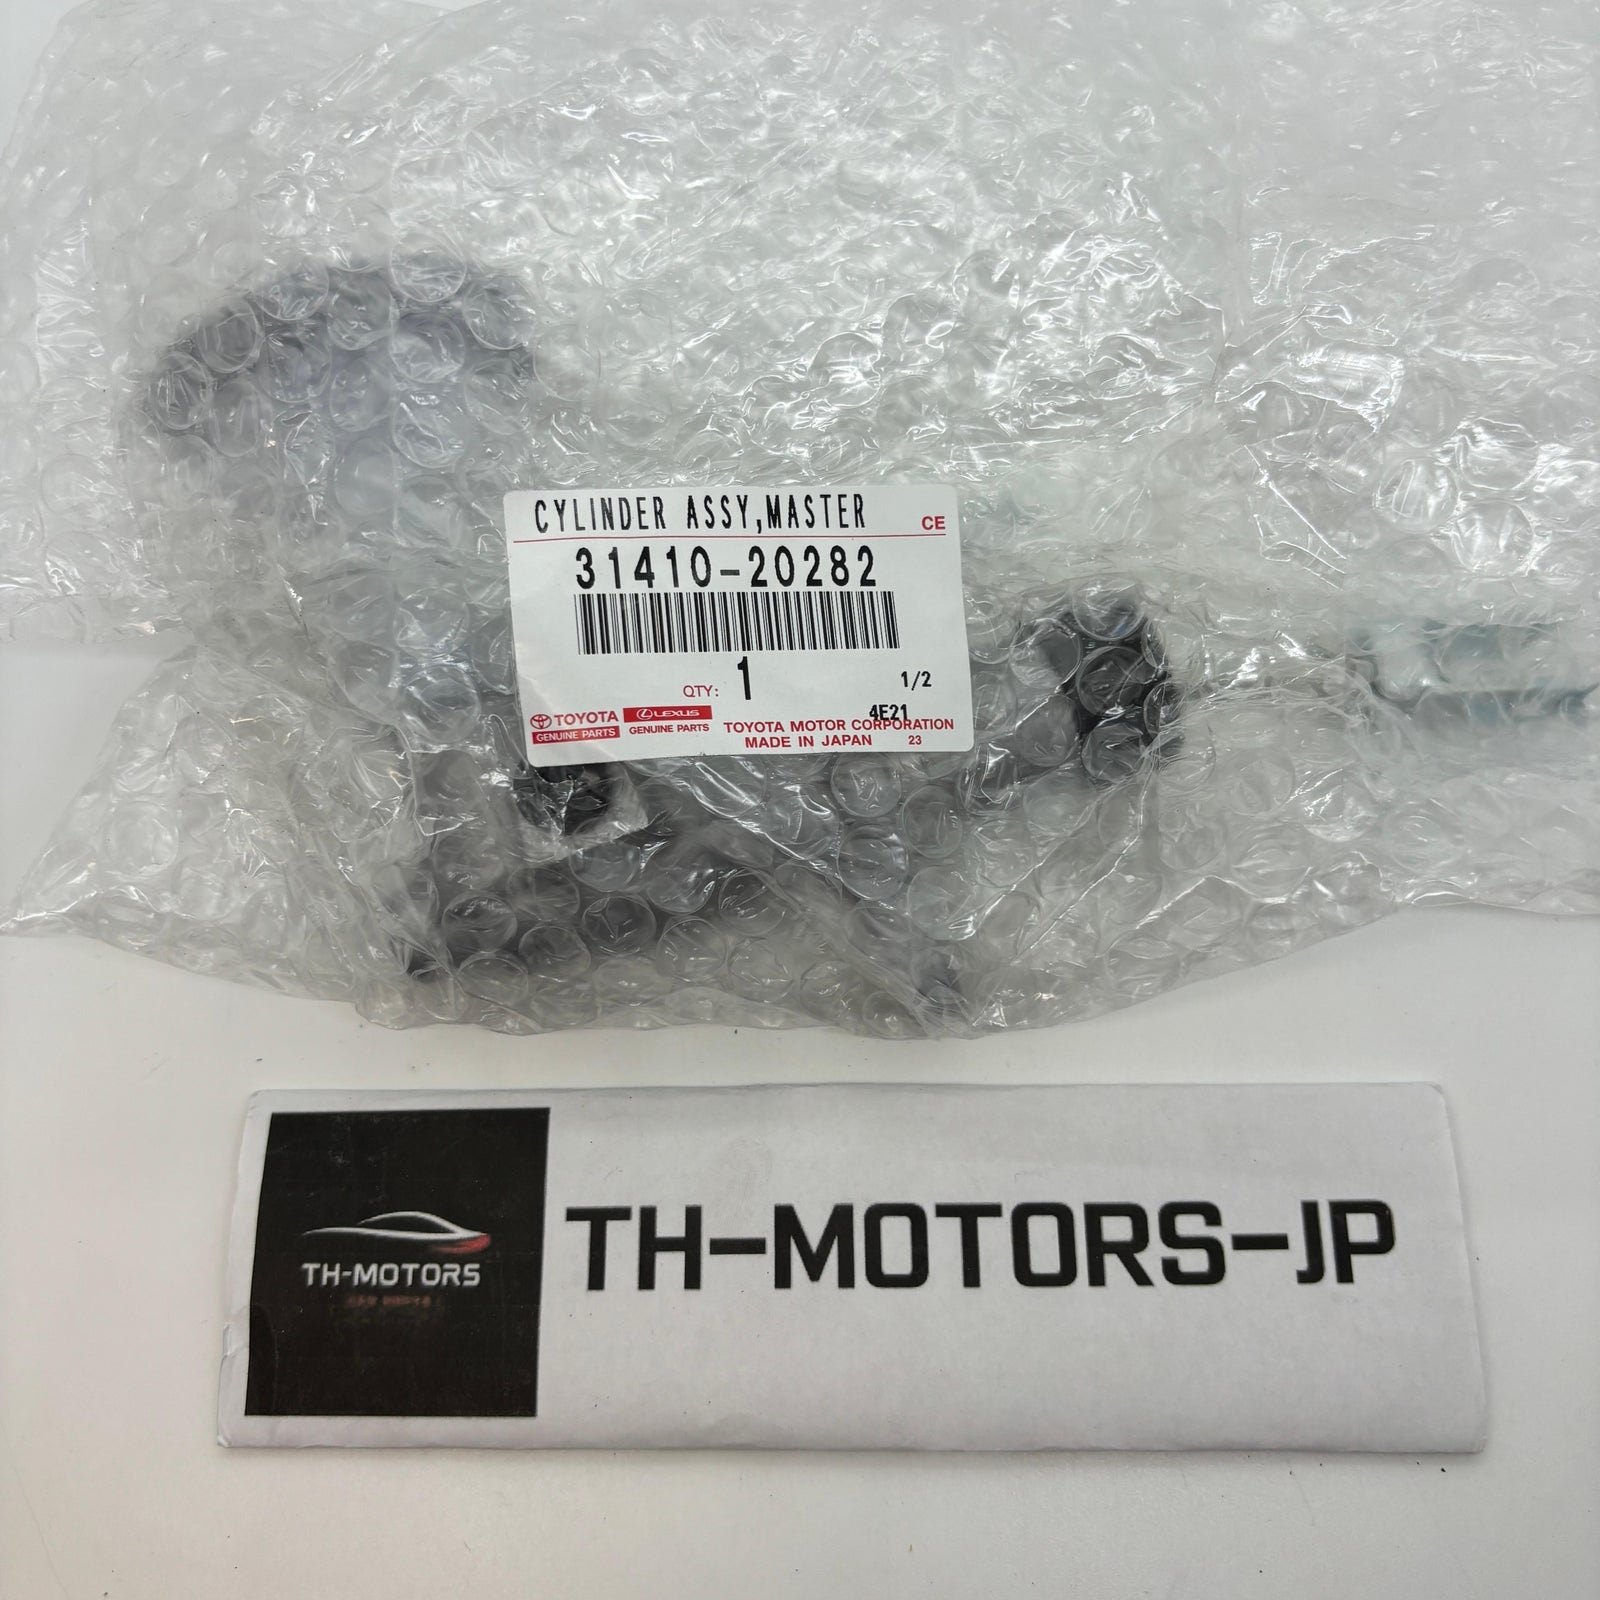 CYLINDER ASSY,MASTER
CE
31410-20282
QTY: 1
1/2
4E21
TOYOTA
GENUINE PARTS
LEXUS
GENUINE PARTS
TOYOTA MOTOR CORPORATION
MADE IN JAPAN 23
TH-MOTORS
TH-MOTORS-JP